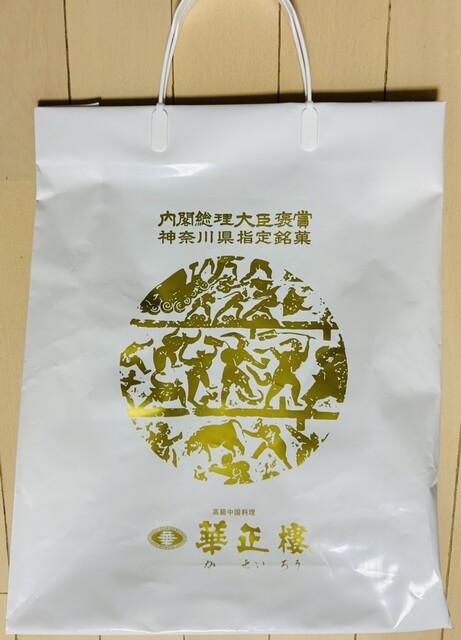 内閣総理大臣褒賞
神奈川県指定銘菓
高級中国料理
華正樓
かせいろう